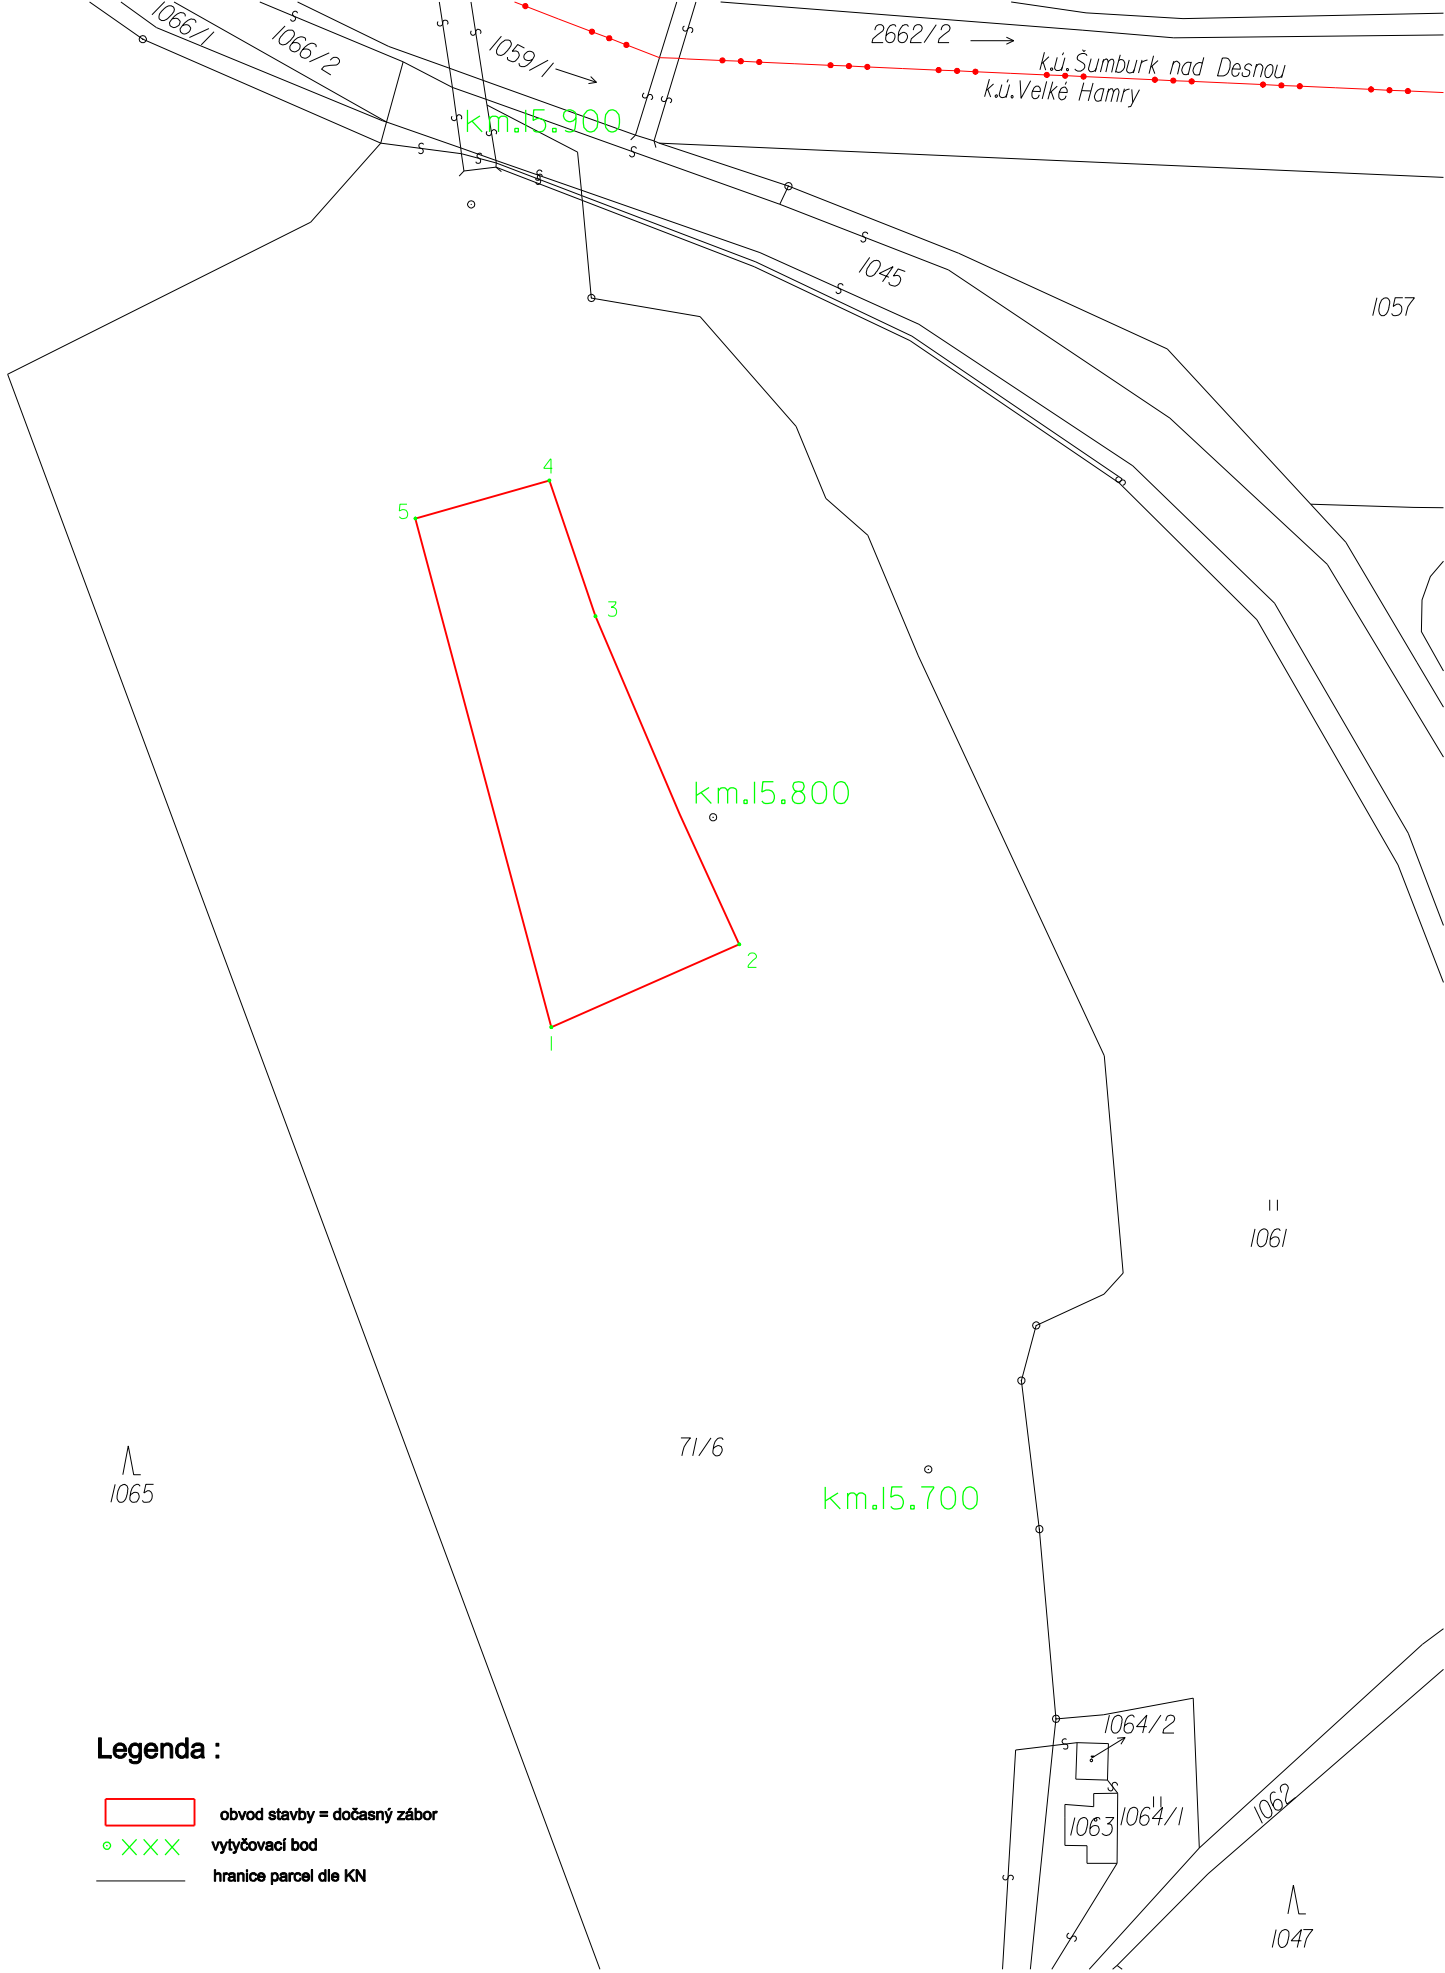 1066/1
1066/2
1059/1
2662/2
k.ú. Šumburk nad Desnou
k.ú. Velké Hamry
km.15.900
1045
1057
4
5
3
km.15.800
2
1
1061
71/6
km.15.700
1065
1064/2
1062
1063
1064/1
1047
Legenda :
obvod stavby = dočasný zábor
XXX vytyčovací bod
hranice parcel dle KN